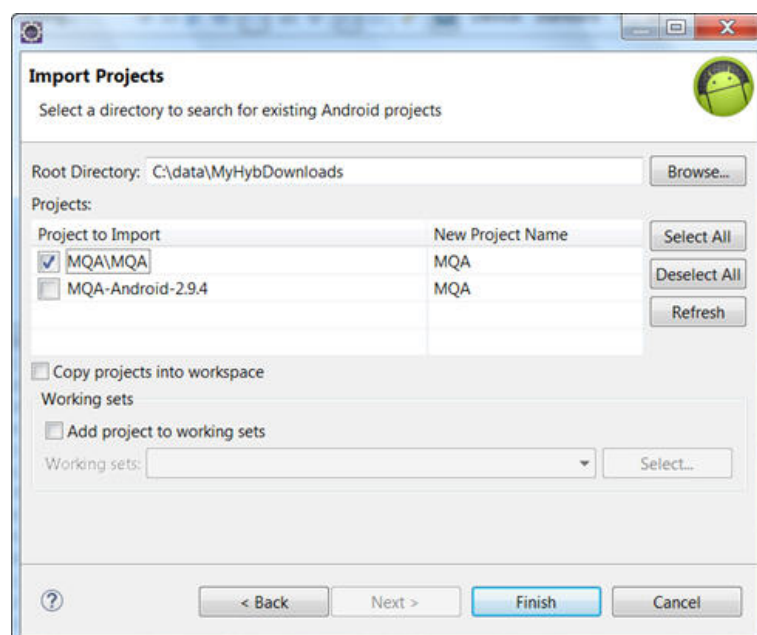 Import Projects
Select a directory to search for existing Android projects
Root Directory: C:\data\MyHybDownloads Browse...
Projects:
Project to Import New Project Name Select All
MQA\MQA MQA
Deselect All
MQA-Android-2.9.4 MQA
Refresh
Copy projects into workspace
Working sets
Add project to working sets
Working sets: Select...
? < Back Next > Finish Cancel